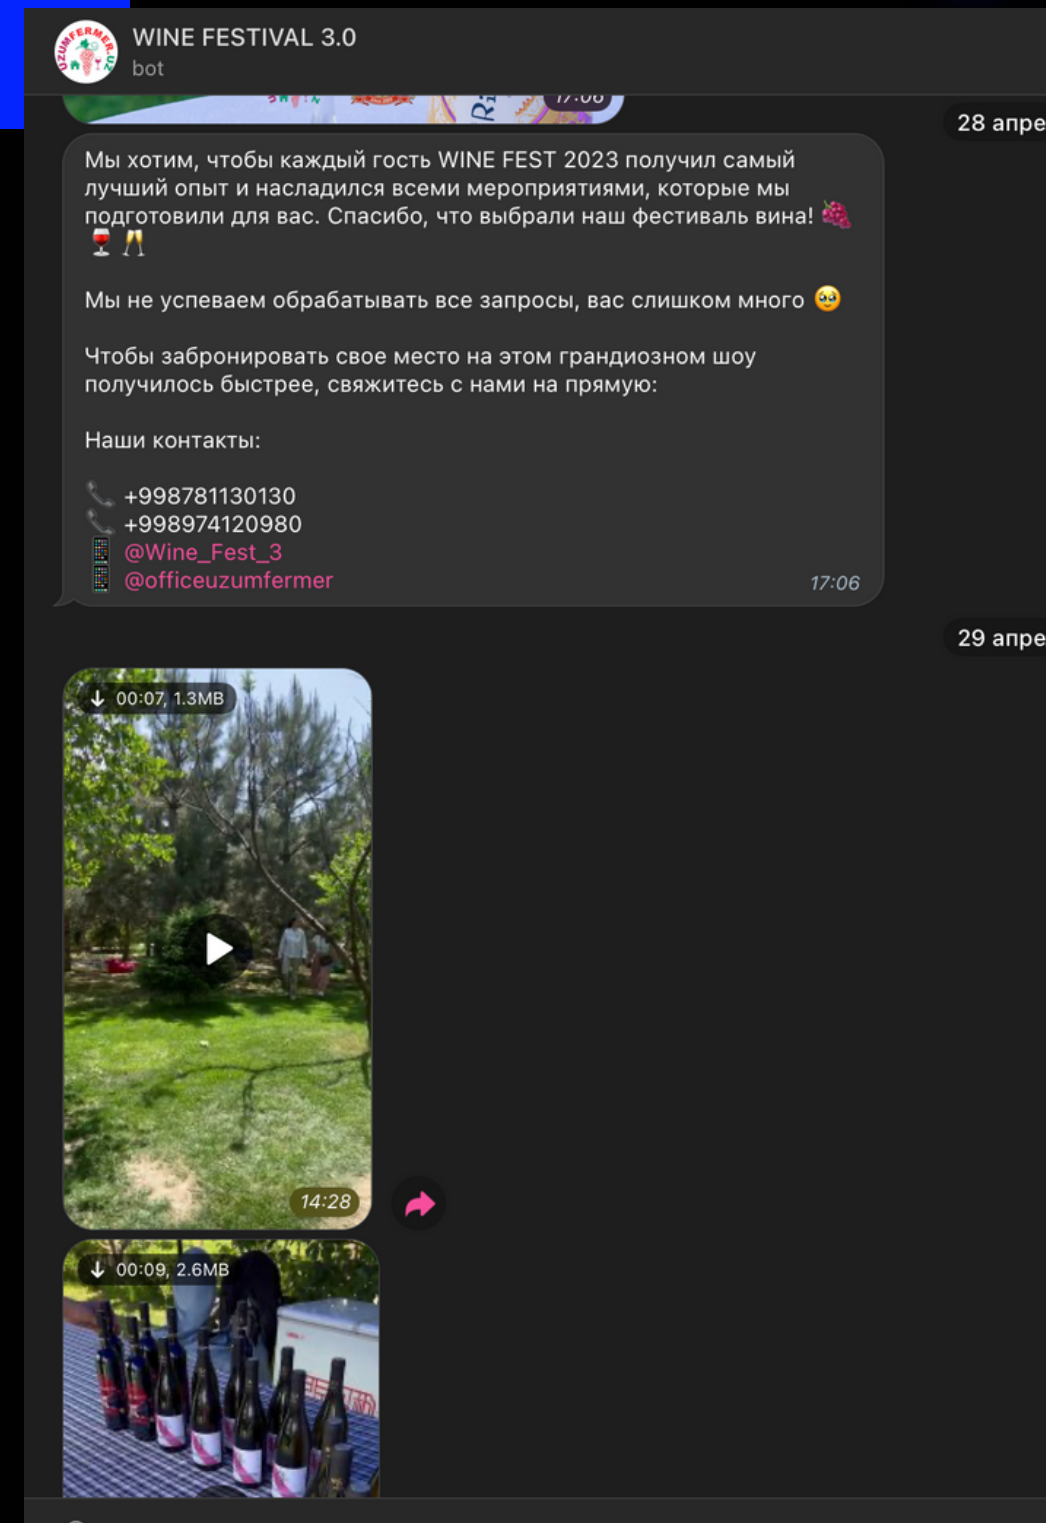 UZUMFERMER.UZ
WINE FESTIVAL 3.0
bot
17:06
28 апре
Мы хотим, чтобы каждый гость WINE FEST 2023 получил самый
лучший опыт и насладился всеми мероприятиями, которые мы
подготовили для вас. Спасибо, что выбрали наш фестиваль вина! 🍇
🍷 🥂
Мы не успеваем обрабатывать все запросы, вас слишком много 🥹
Чтобы забронировать свое место на этом грандиозном шоу
получилось быстрее, свяжитесь с нами на прямую:
Наши контакты:
📞 +998781130130
📞 +998974120980
📱 @Wine_Fest_3
📱 @officeuzumfermer
17:06
29 апре
00:07, 1.3MB
14:28
00:09, 2.6MB